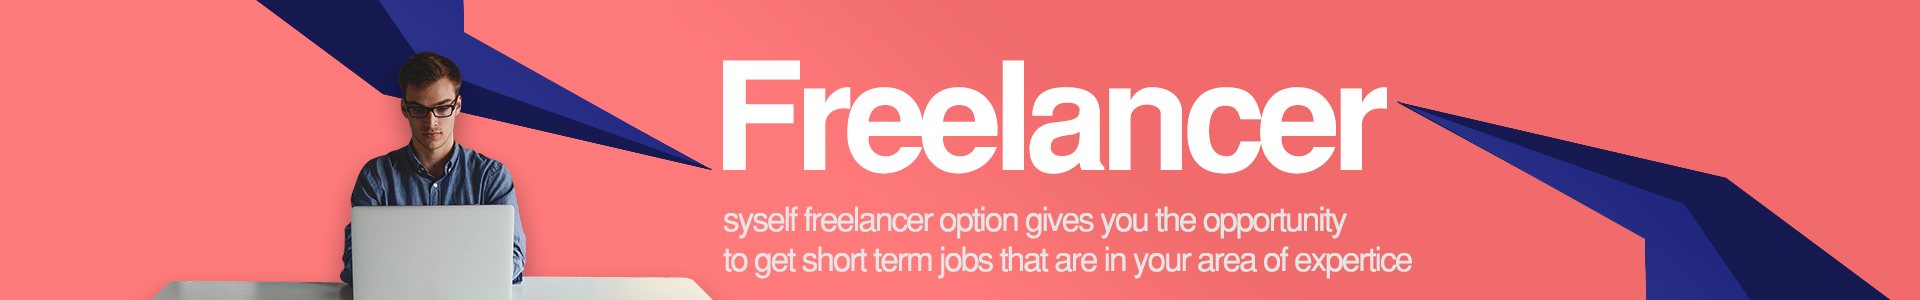 Freelancer
syself freelancer option gives you the opportunity
to get short term jobs that are in your area of expertice